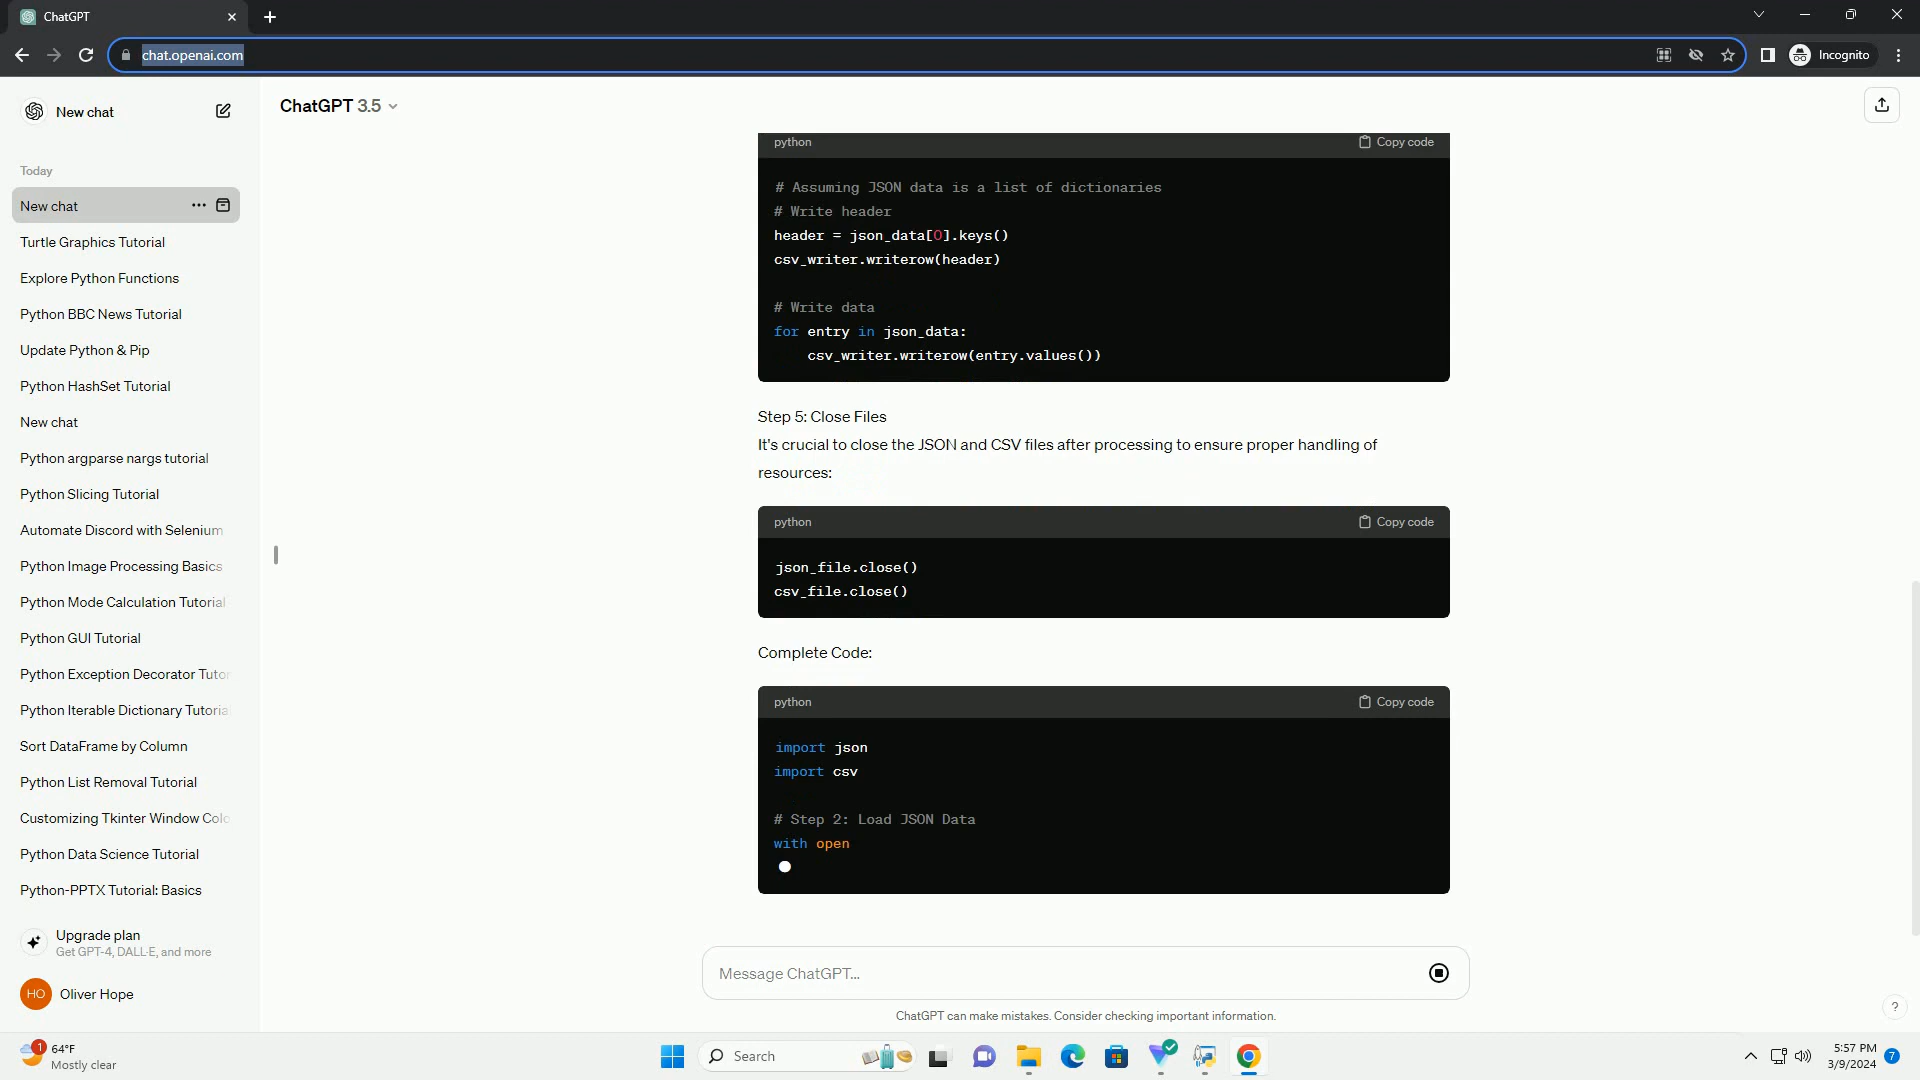 ChatGPT
chat.openai.com
Incognito
New chat
ChatGPT 3.5
Today
New chat
Turtle Graphics Tutorial
Explore Python Functions
Python BBC News Tutorial
Update Python & Pip
Python HashSet Tutorial
New chat
Python argparse nargs tutorial
Python Slicing Tutorial
Automate Discord with Selenium
Python Image Processing Basics
Python Mode Calculation Tutorial
Python GUI Tutorial
Python Exception Decorator Tutor
Python Iterable Dictionary Tutoria
Sort DataFrame by Column
Python List Removal Tutorial
Customizing Tkinter Window Colo
Python Data Science Tutorial
Python-PPTX Tutorial: Basics
Upgrade plan
Get GPT-4, DALL·E, and more
HO Oliver Hope
python Copy code
# Assuming JSON data is a list of dictionaries
# Write header
header = json_data[0].keys()
csv_writer.writerow(header)
# Write data
for entry in json_data:
csv_writer.writerow(entry.values())
Step 5: Close Files
It's crucial to close the JSON and CSV files after processing to ensure proper handling of
resources:
python Copy code
json_file.close()
csv_file.close()
Complete Code:
python Copy code
import json
import csv
# Step 2: Load JSON Data
with open
Message ChatGPT...
ChatGPT can make mistakes. Consider checking important information.
?
1
64°F
Mostly clear
Search
5:57 PM
3/9/2024
7